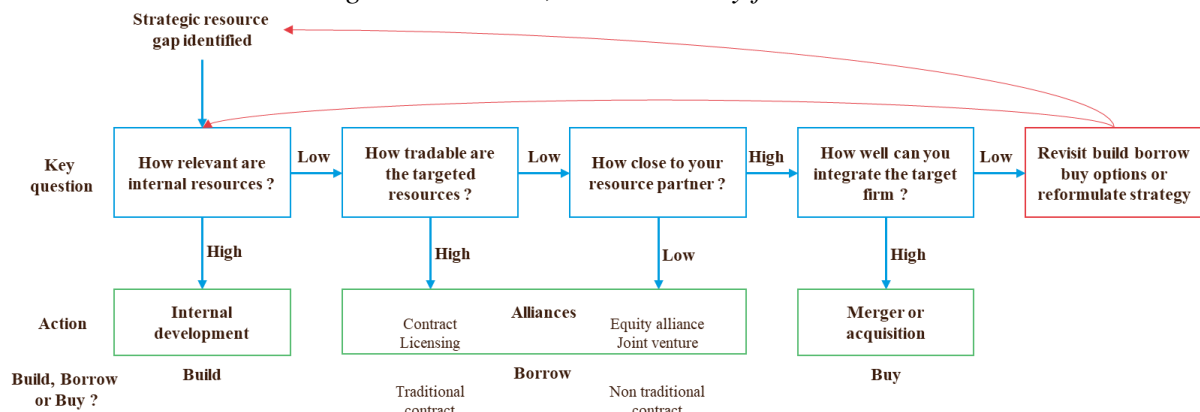 Strategic resource
gap identified
Key
question
How relevant are
internal resources ?
Low
How tradable are
the targeted
resources ?
Low
How close to your
resource partner ?
High
How well can you
integrate the target
firm ?
Low
Revisit build borrow
buy options or
reformulate strategy
High
High
Low
High
Action
Internal
development
Alliances
Contract
Licensing
Equity alliance
Joint venture
Merger or
acquisition
Build, Borrow
or Buy ?
Build
Borrow
Buy
Traditional
contract
Non traditional
contract